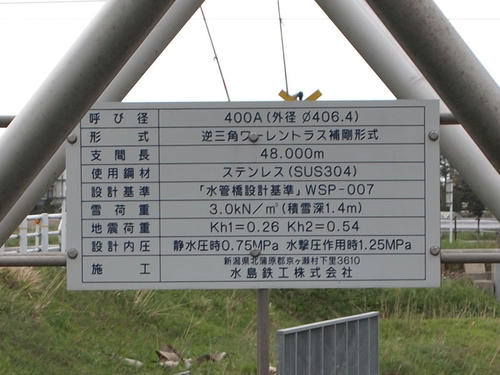 呼び径 400A(外径 Ø406.4)
形式 逆三角ワーレントラス補剛形式
支間長 48.000m
使用鋼材 ステンレス(SUS304)
設計基準 「水管橋設計基準」WSP-007
雪荷重 3.0kN/㎡(積雪深1.4m)
地震荷重 Kh1=0.26 Kh2=0.54
設計内圧 静水圧時0.75MPa 水撃圧作用時1.25MPa
施工 新潟県北蒲原郡京ヶ瀬村下里3610
水島鉄工株式会社